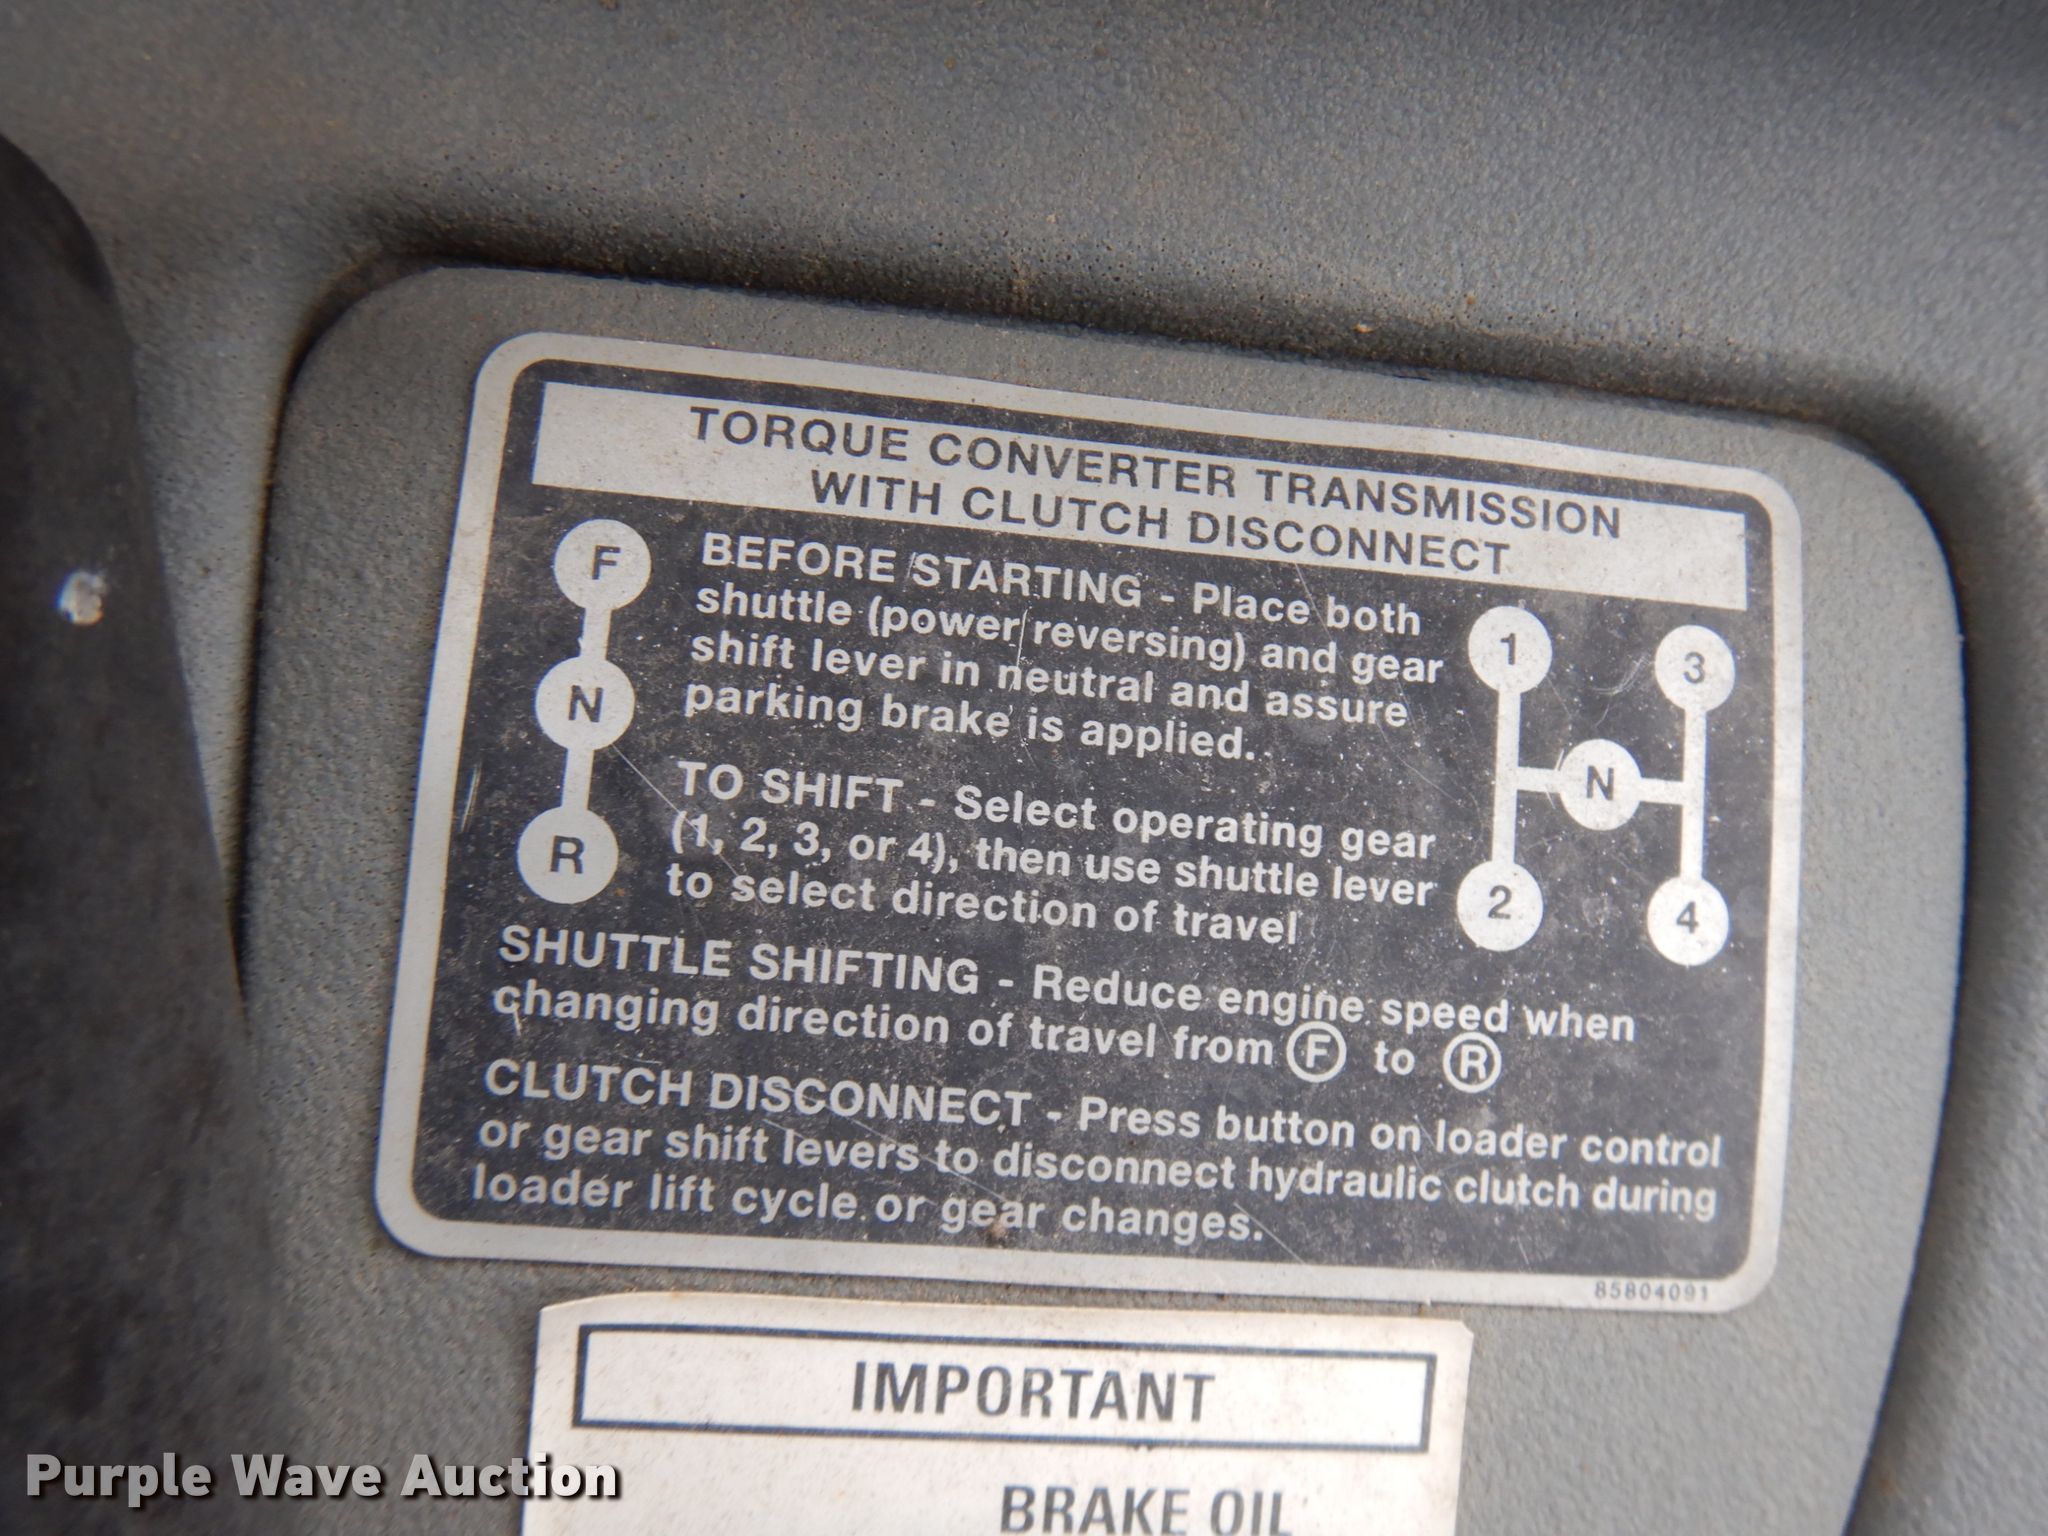 TORQUE CONVERTER TRANSMISSION
WITH CLUTCH DISCONNECT
F
N
R
BEFORE STARTING - Place both
shuttle (power reversing) and gear
shift lever in neutral and assure
parking brake is applied.
TO SHIFT - Select operating gear
(1, 2, 3, or 4), then use shuttle lever
to select direction of travel
1
3
N
2
4
SHUTTLE SHIFTING - Reduce engine speed when
changing direction of travel from F to R
CLUTCH DISCONNECT - Press button on loader control
or gear shift levers to disconnect hydraulic clutch during
loader lift cycle or gear changes.
85804091
IMPORTANT
BRAKE OIL
Purple Wave Auction